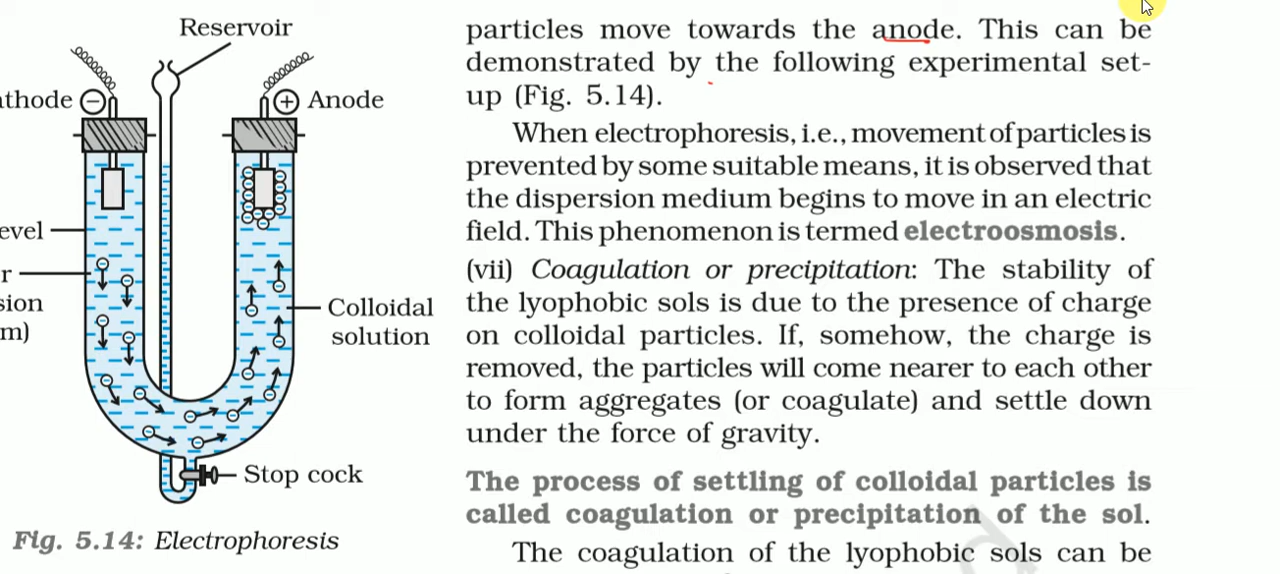 Reservoir
athode
Anode
evel
r
sion
m)
Colloidal
solution
Stop cock
Fig. 5.14: Electrophoresis
particles move towards the anode. This can be
demonstrated by the following experimental set-
up (Fig. 5.14).
When electrophoresis, i.e., movement of particles is
prevented by some suitable means, it is observed that
the dispersion medium begins to move in an electric
field. This phenomenon is termed electroosmosis.
(vii) Coagulation or precipitation: The stability of
the lyophobic sols is due to the presence of charge
on colloidal particles. If, somehow, the charge is
removed, the particles will come nearer to each other
to form aggregates (or coagulate) and settle down
under the force of gravity.
The process of settling of colloidal particles is
called coagulation or precipitation of the sol.
The coagulation of the lyophobic sols can be